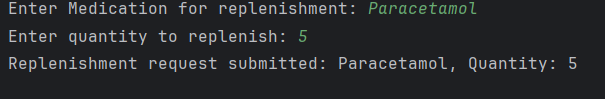 Enter Medication for replenishment: Paracetamol
Enter quantity to replenish: 5
Replenishment request submitted: Paracetamol, Quantity: 5